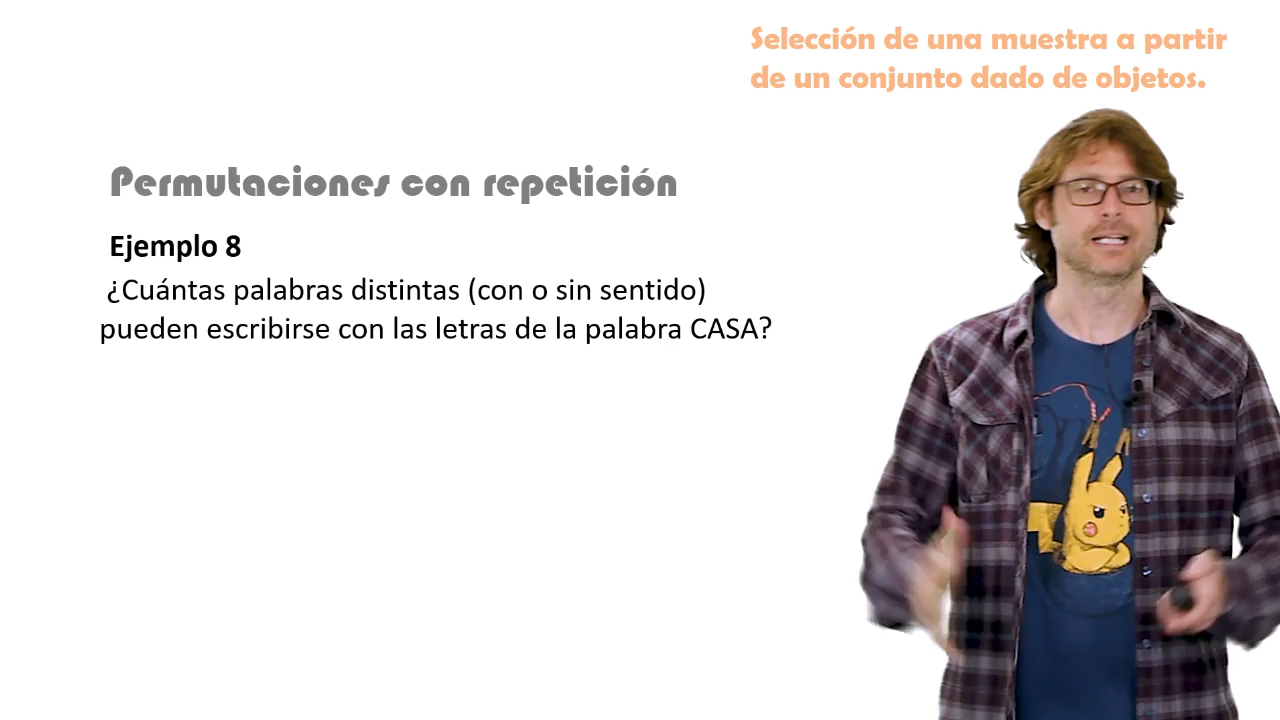 Selección de una muestra a partir
de un conjunto dado de objetos.
Permutaciones con repetición
Ejemplo 8
¿Cuántas palabras distintas (con o sin sentido)
pueden escribirse con las letras de la palabra CASA?